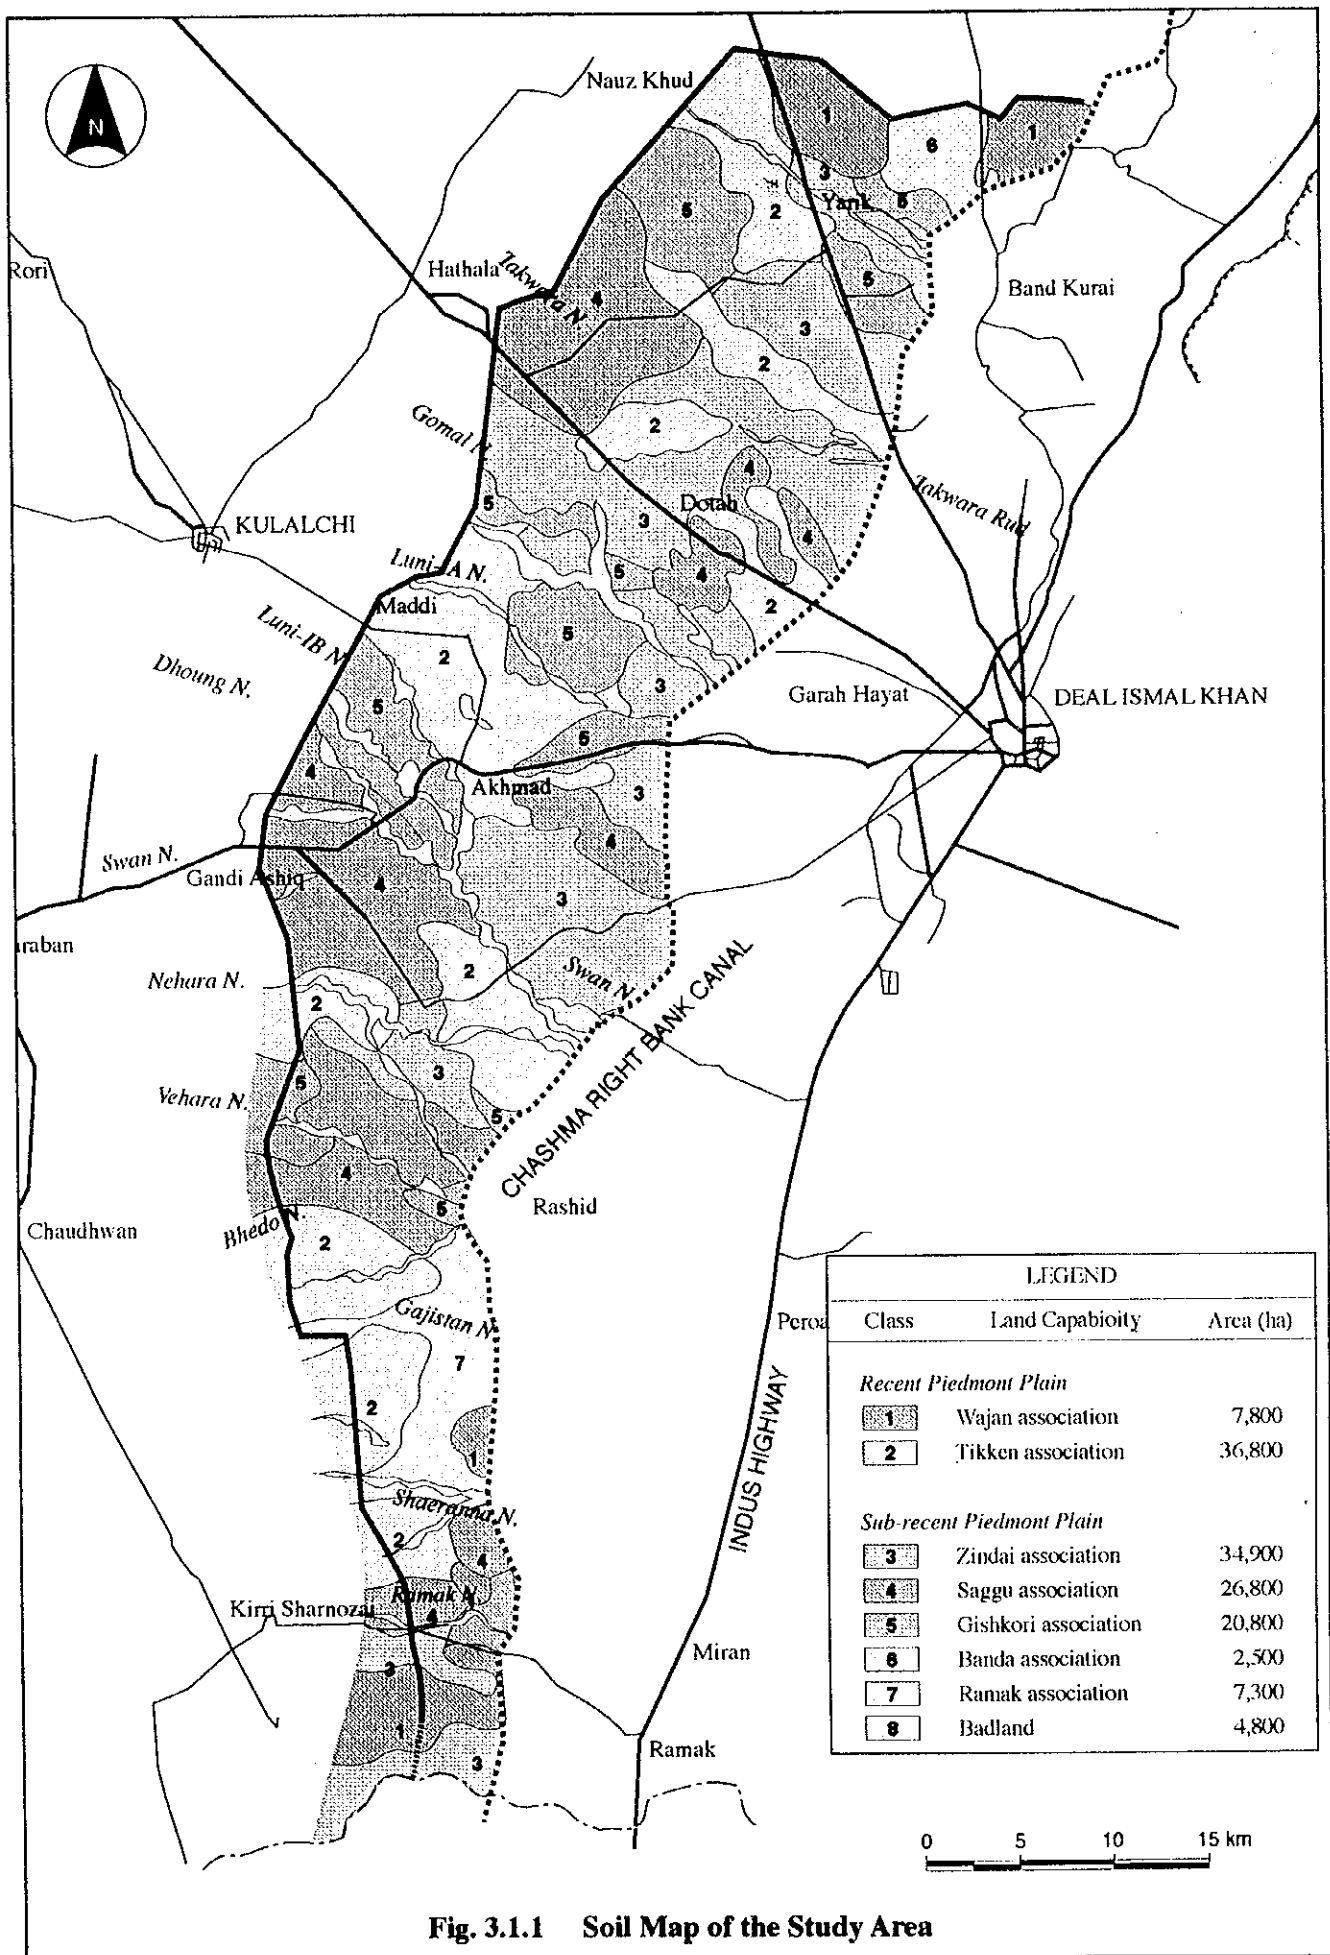 Nauz Khud
N
1
6
1
3
Yank
5
2
5
Rori
Hathala
Takwara N.
4
5
Band Kurai
3
2
Gomal N.
2
4
Dotah
Takwara Rud
5
3
4
KULALCHI
Luni-IA N.
5
4
Maddi
2
Luni-IB N.
5
2
Dhoung N.
3
Garah Hayat
DEAL ISMAL KHAN
5
5
4
Akhmad
3
4
Swan N.
Gandi Ashiq
4
3
raban
Nehara N.
2
Swan N.
2
CHASHMA RIGHT BANK CANAL
3
5
Vehara N.
5
4
Rashid
5
Chaudhwan
Bhedo N.
2
Gajistan N.
7
Peroa
2
1
INDUS HIGHWAY
Shaeranna N.
2
4
Ramak N.
Kirri Sharnozai
4
3
Miran
1
3
Ramak
LEGEND
Class Land Capabioity Area (ha)
Recent Piedmont Plain
1 Wajan association 7,800
2 Tikken association 36,800
Sub-recent Piedmont Plain
3 Zindai association 34,900
4 Saggu association 26,800
5 Gishkori association 20,800
6 Banda association 2,500
7 Ramak association 7,300
8 Badland 4,800
0 5 10 15 km
Fig. 3.1.1 Soil Map of the Study Area